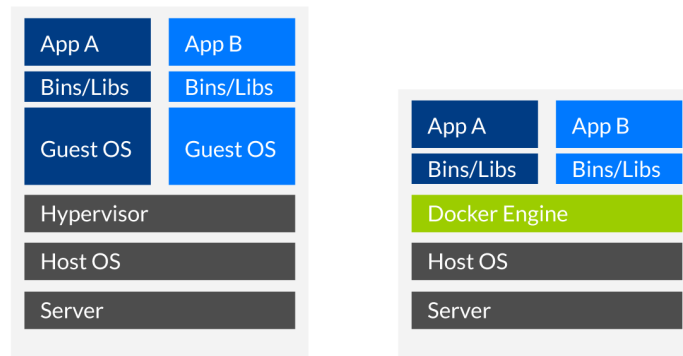 App A
App B
Bins/Libs
Bins/Libs
Guest OS
Guest OS
Hypervisor
Host OS
Server
App A
App B
Bins/Libs
Bins/Libs
Docker Engine
Host OS
Server